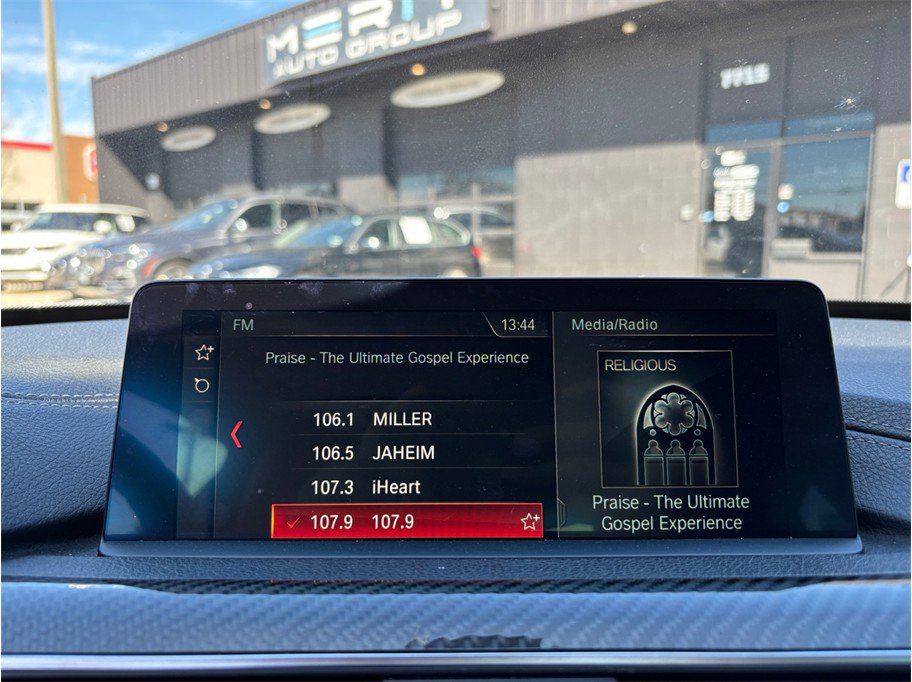 MERIT
AUTO GROUP
7715
FM
13:44
Media/Radio
Praise - The Ultimate Gospel Experience
RELIGIOUS
106.1 MILLER
106.5 JAHEIM
107.3 iHeart
107.9 107.9
Praise - The Ultimate
Gospel Experience